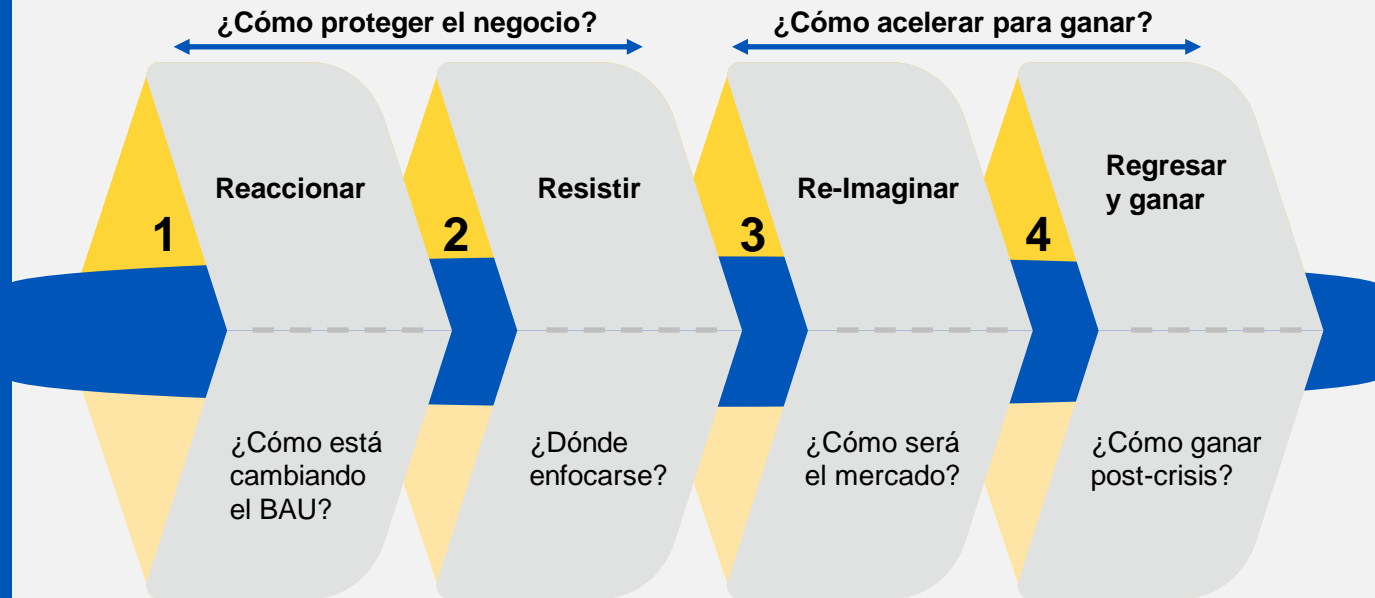 ¿Cómo proteger el negocio?
¿Cómo acelerar para ganar?
1
Reaccionar
2
Resistir
3
Re-Imaginar
4
Regresar
y ganar
¿Cómo está
cambiando
el BAU?
¿Dónde
enfocarse?
¿Cómo será
el mercado?
¿Cómo ganar
post-crisis?